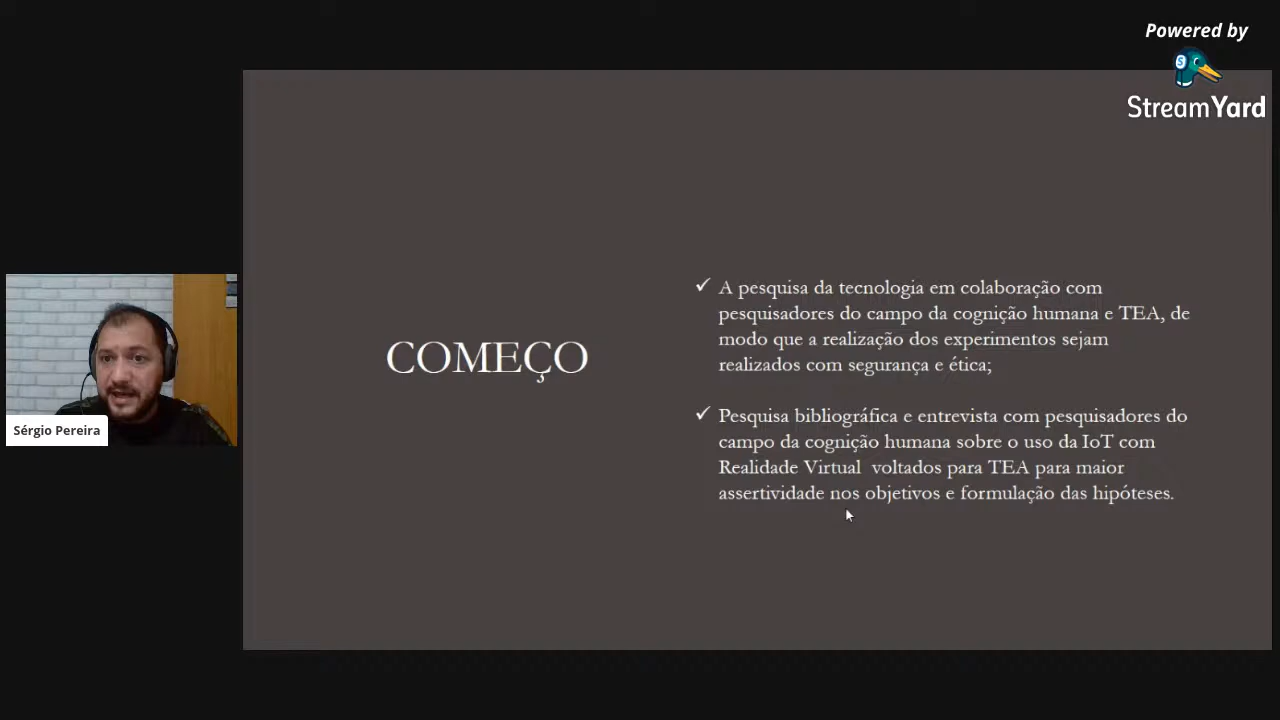 Powered by
StreamYard
COMEÇO
✓ A pesquisa da tecnologia em colaboração com
pesquisadores do campo da cognição humana e TEA, de
modo que a realização dos experimentos sejam
realizados com segurança e ética;
✓ Pesquisa bibliográfica e entrevista com pesquisadores do
campo da cognição humana sobre o uso da IoT com
Realidade Virtual voltados para TEA para maior
assertividade nos objetivos e formulação das hipóteses.
Sérgio Pereira